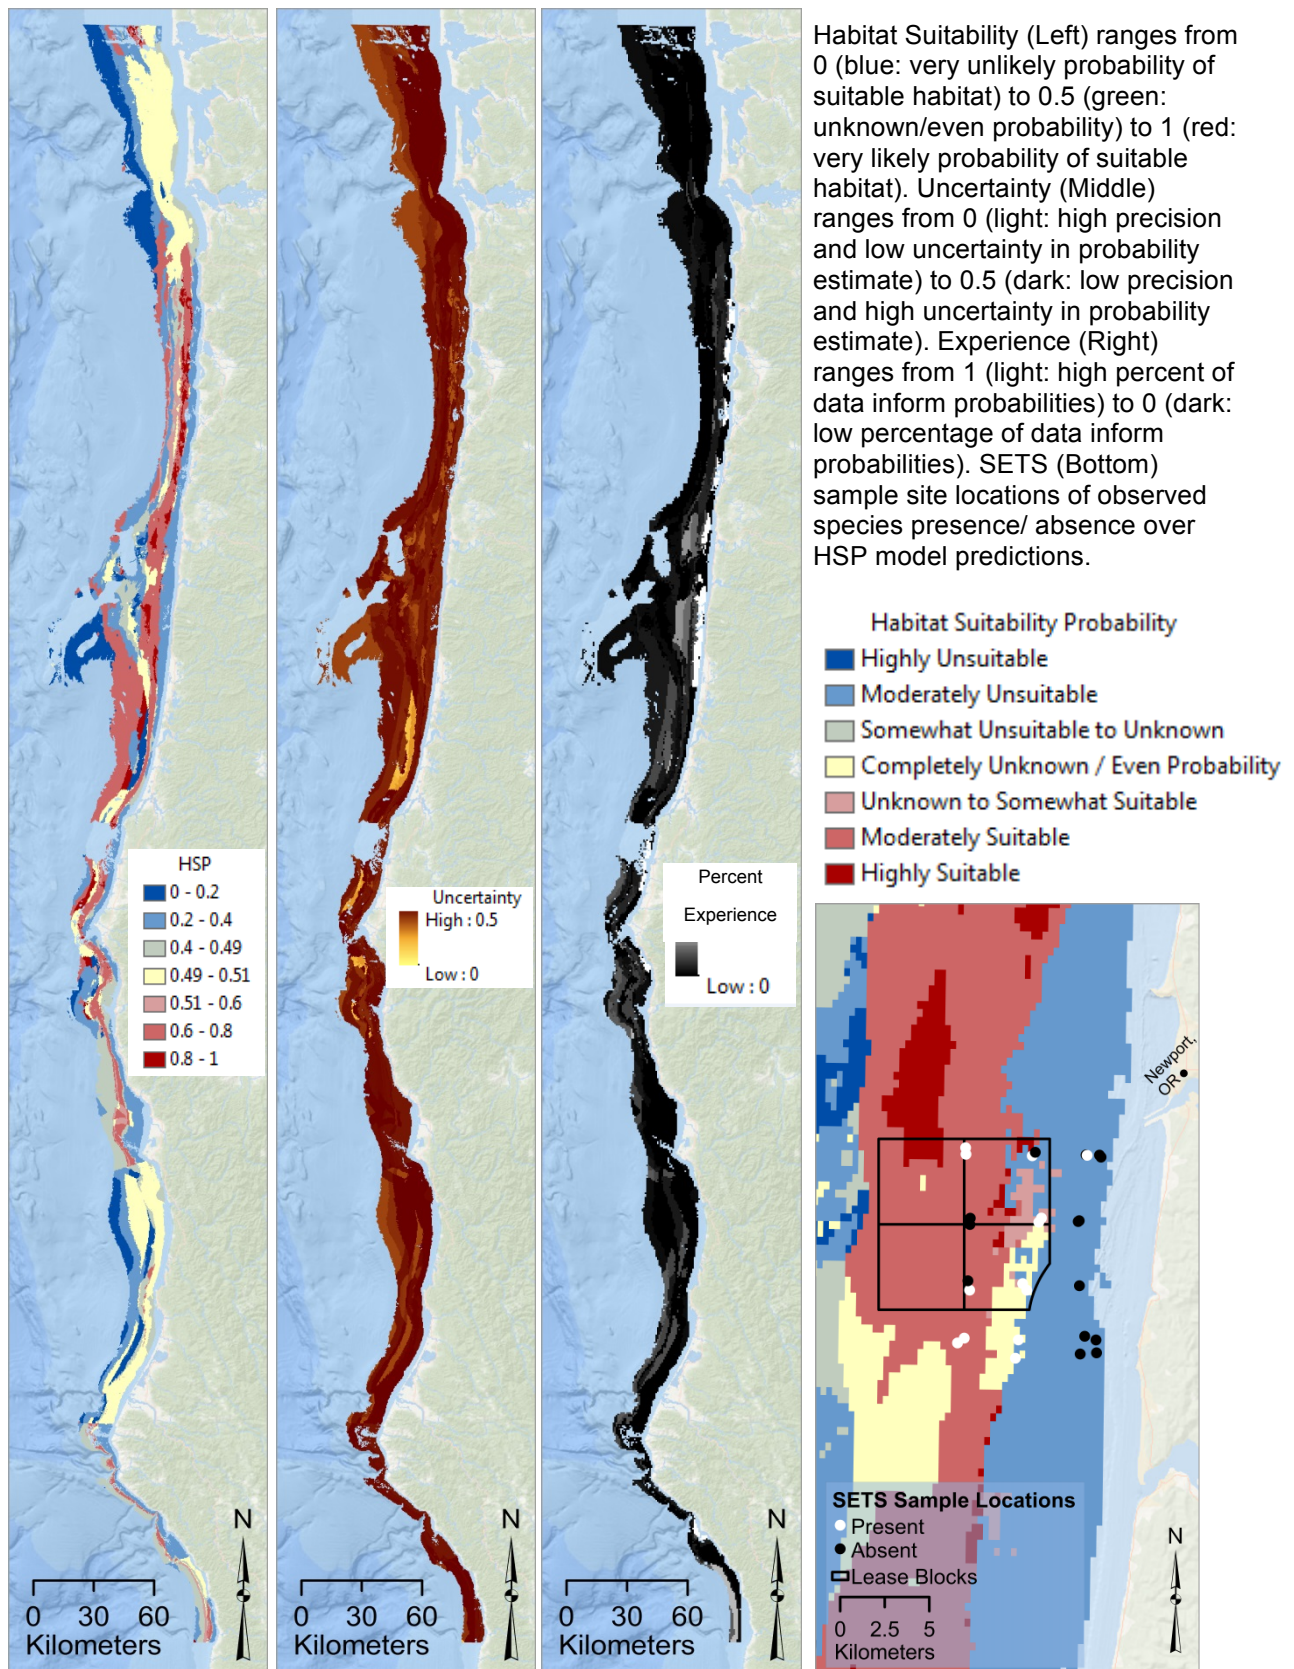 Habitat Suitability (Left) ranges from
0 (blue: very unlikely probability of
suitable habitat) to 0.5 (green:
unknown/even probability) to 1 (red:
very likely probability of suitable
habitat). Uncertainty (Middle)
ranges from 0 (light: high precision
and low uncertainty in probability
estimate) to 0.5 (dark: low precision
and high uncertainty in probability
estimate). Experience (Right)
ranges from 1 (light: high percent of
data inform probabilities) to 0 (dark:
low percentage of data inform
probabilities). SETS (Bottom)
sample site locations of observed
species presence/ absence over
HSP model predictions.
Habitat Suitability Probability
Highly Unsuitable
Moderately Unsuitable
Somewhat Unsuitable to Unknown
Completely Unknown / Even Probability
Unknown to Somewhat Suitable
Moderately Suitable
Highly Suitable
HSP
0 - 0.2
0.2 - 0.4
0.4 - 0.49
0.49 - 0.51
0.51 - 0.6
0.6 - 0.8
0.8 - 1
N
0 30 60
Kilometers
Uncertainty
High : 0.5
Low : 0
N
0 30 60
Kilometers
Percent
Experience
Low : 0
N
0 30 60
Kilometers
Newport,
OR
SETS Sample Locations
Present
Absent
Lease Blocks
0 2.5 5
Kilometers
N